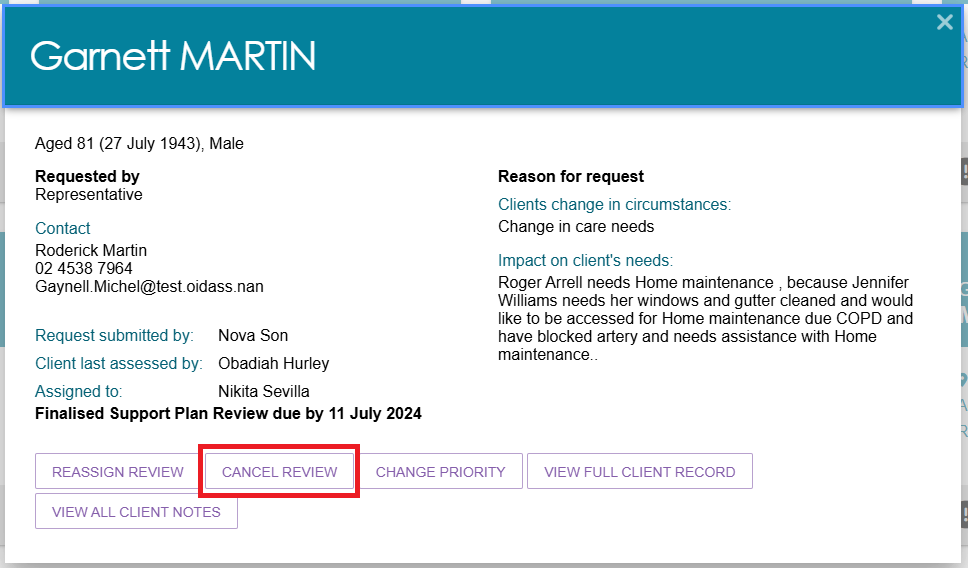 Garnett MARTIN
Aged 81 (27 July 1943), Male
Requested by
Representative
Contact
Roderick Martin
02 4538 7964
Gaynell.Michel@test.oidass.nan
Request submitted by: Nova Son
Client last assessed by: Obadiah Hurley
Assigned to: Nikita Sevilla
Finalised Support Plan Review due by 11 July 2024
Reason for request
Clients change in circumstances:
Change in care needs
Impact on client's needs:
Roger Arrell needs Home maintenance , because Jennifer
Williams needs her windows and gutter cleaned and would
like to be accessed for Home maintenance due COPD and
have blocked artery and needs assistance with Home
maintenance..
REASSIGN REVIEW CANCEL REVIEW CHANGE PRIORITY VIEW FULL CLIENT RECORD
VIEW ALL CLIENT NOTES